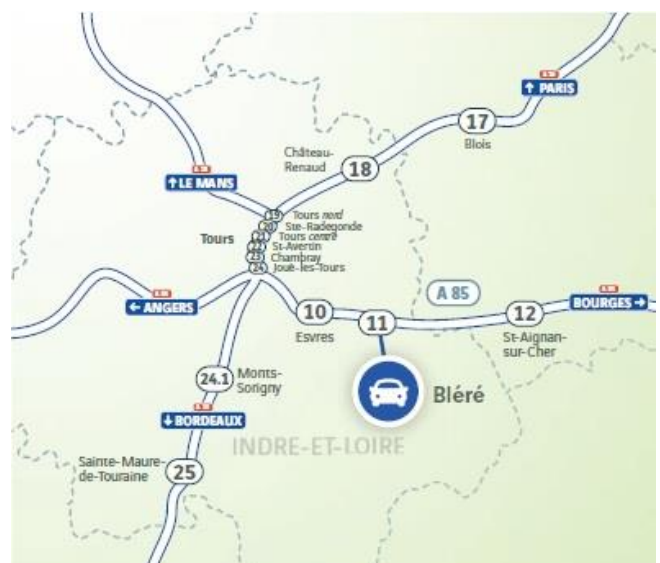 ↑ PARIS
17
Blois
Château-
Renaud
18
↑ LE MANS
19 Tours nord
20 Ste-Radegonde
Tours
21 Tours centre
22 St-Avertin
23 Chambray
24 Joué-les-Tours
A 85
← ANGERS
BOURGES →
10
Esvres
11
12
St-Aignan-
sur-Cher
24.1
Monts-
Sorigny
Bléré
↓ BORDEAUX
INDRE-ET-LOIRE
Sainte-Maure-
de-Touraine
25